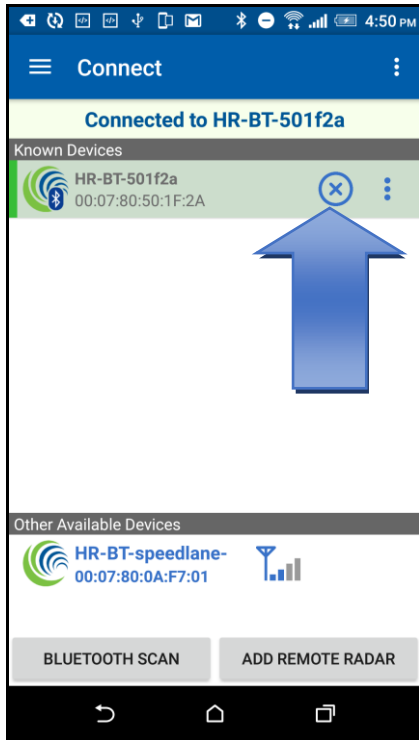 4:50 PM
Connect
Connected to HR-BT-501f2a
Known Devices
HR-BT-501f2a
00:07:80:50:1F:2A
Other Available Devices
HR-BT-speedlane-
00:07:80:0A:F7:01
BLUETOOTH SCAN ADD REMOTE RADAR